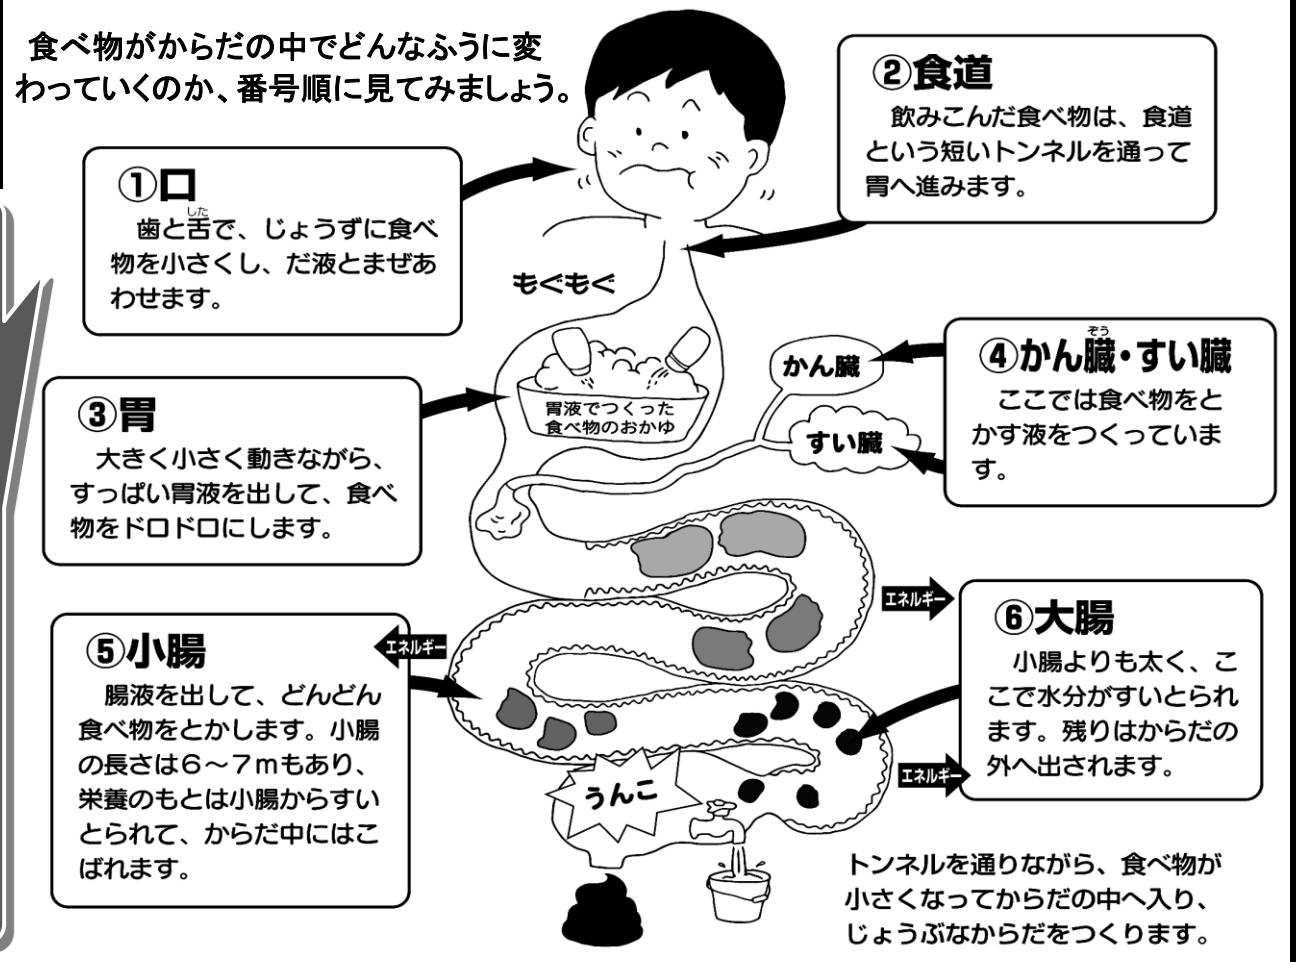 食べ物がからだの中でどんなふうに変
わっていくのか、番号順に見てみましょう。
①口
した
歯と舌で、じょうずに食べ
物を小さくし、だ液とまぜあ
わせます。
②食道
飲みこんだ食べ物は、食道
という短いトンネルを通って
胃へ進みます。
もぐもぐ
③胃
大きく小さく動きながら、
すっぱい胃液を出して、食べ
物をドロドロにします。
胃液でつくった
食べ物のおかゆ
かん臓
すい臓
ぞう
④かん臓・すい臓
ここでは食べ物をと
かす液をつくっていま
す。
⑤小腸
腸液を出して、どんどん
食べ物をとかします。小腸
の長さは6～7mもあり、
栄養のもとは小腸からすい
とられて、からだ中にはこ
ばれます。
エネルギー
エネルギー
⑥大腸
小腸よりも太く、こ
こで水分がすいとられ
ます。残りはからだの
外へ出されます。
エネルギー
うんこ
トンネルを通りながら、食べ物が
小さくなってからだの中へ入り、
じょうぶなからだをつくります。